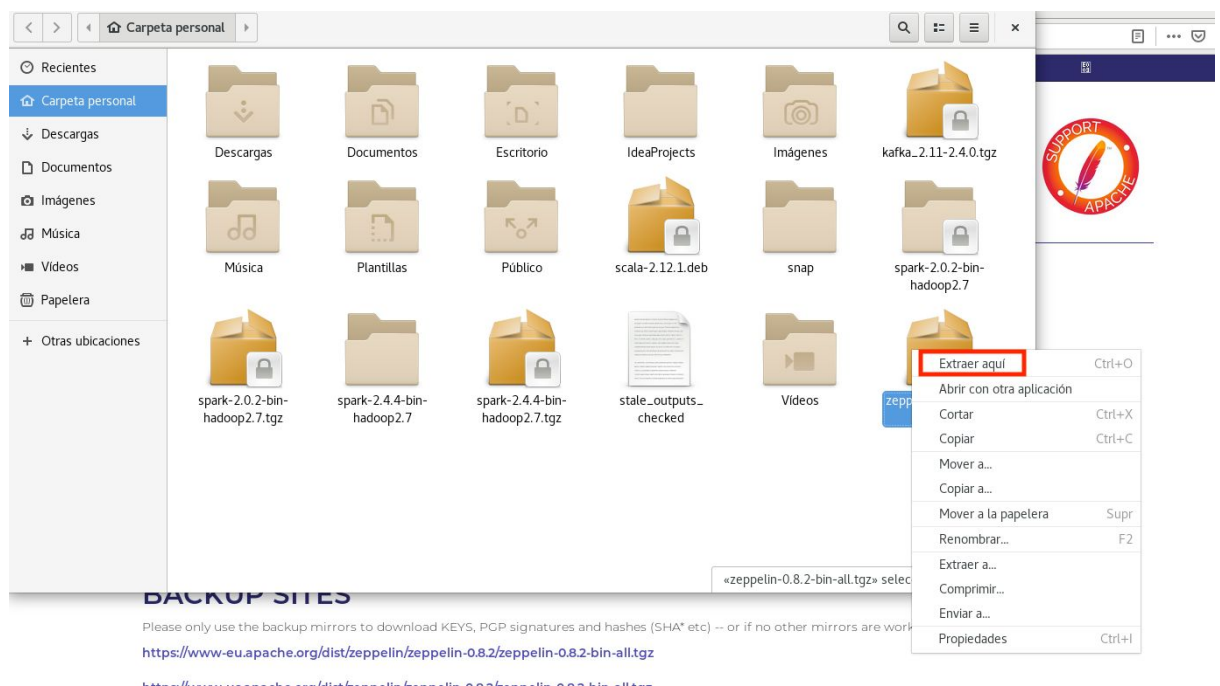 Carpeta personal
Recientes
Carpeta personal
Descargas
Documentos
Imágenes
Música
Vídeos
Papelera
+ Otras ubicaciones
Descargas
Documentos
Escritorio
IdeaProjects
Imágenes
kafka_2.11-2.4.0.tgz
Música
Plantillas
Público
scala-2.12.1.deb
snap
spark-2.0.2-bin-
hadoop2.7
spark-2.0.2-bin-
hadoop2.7.tgz
spark-2.4.4-bin-
hadoop2.7
spark-2.4.4-bin-
hadoop2.7.tgz
stale_outputs_
checked
Vídeos
zepp
Extraer aquí Ctrl+O
Abrir con otra aplicación
Cortar Ctrl+X
Copiar Ctrl+C
Mover a...
Copiar a...
Mover a la papelera Supr
Renombrar... F2
Extraer a...
Comprimir...
Enviar a...
Propiedades Ctrl+I
«zeppelin-0.8.2-bin-all.tgz» selec
SUPPORT
APACHE
BACKUP SITES
Please only use the backup mirrors to download KEYS, PGP signatures and hashes (SHA* etc) -- or if no other mirrors are work
https://www-eu.apache.org/dist/zeppelin/zeppelin-0.8.2/zeppelin-0.8.2-bin-all.tgz